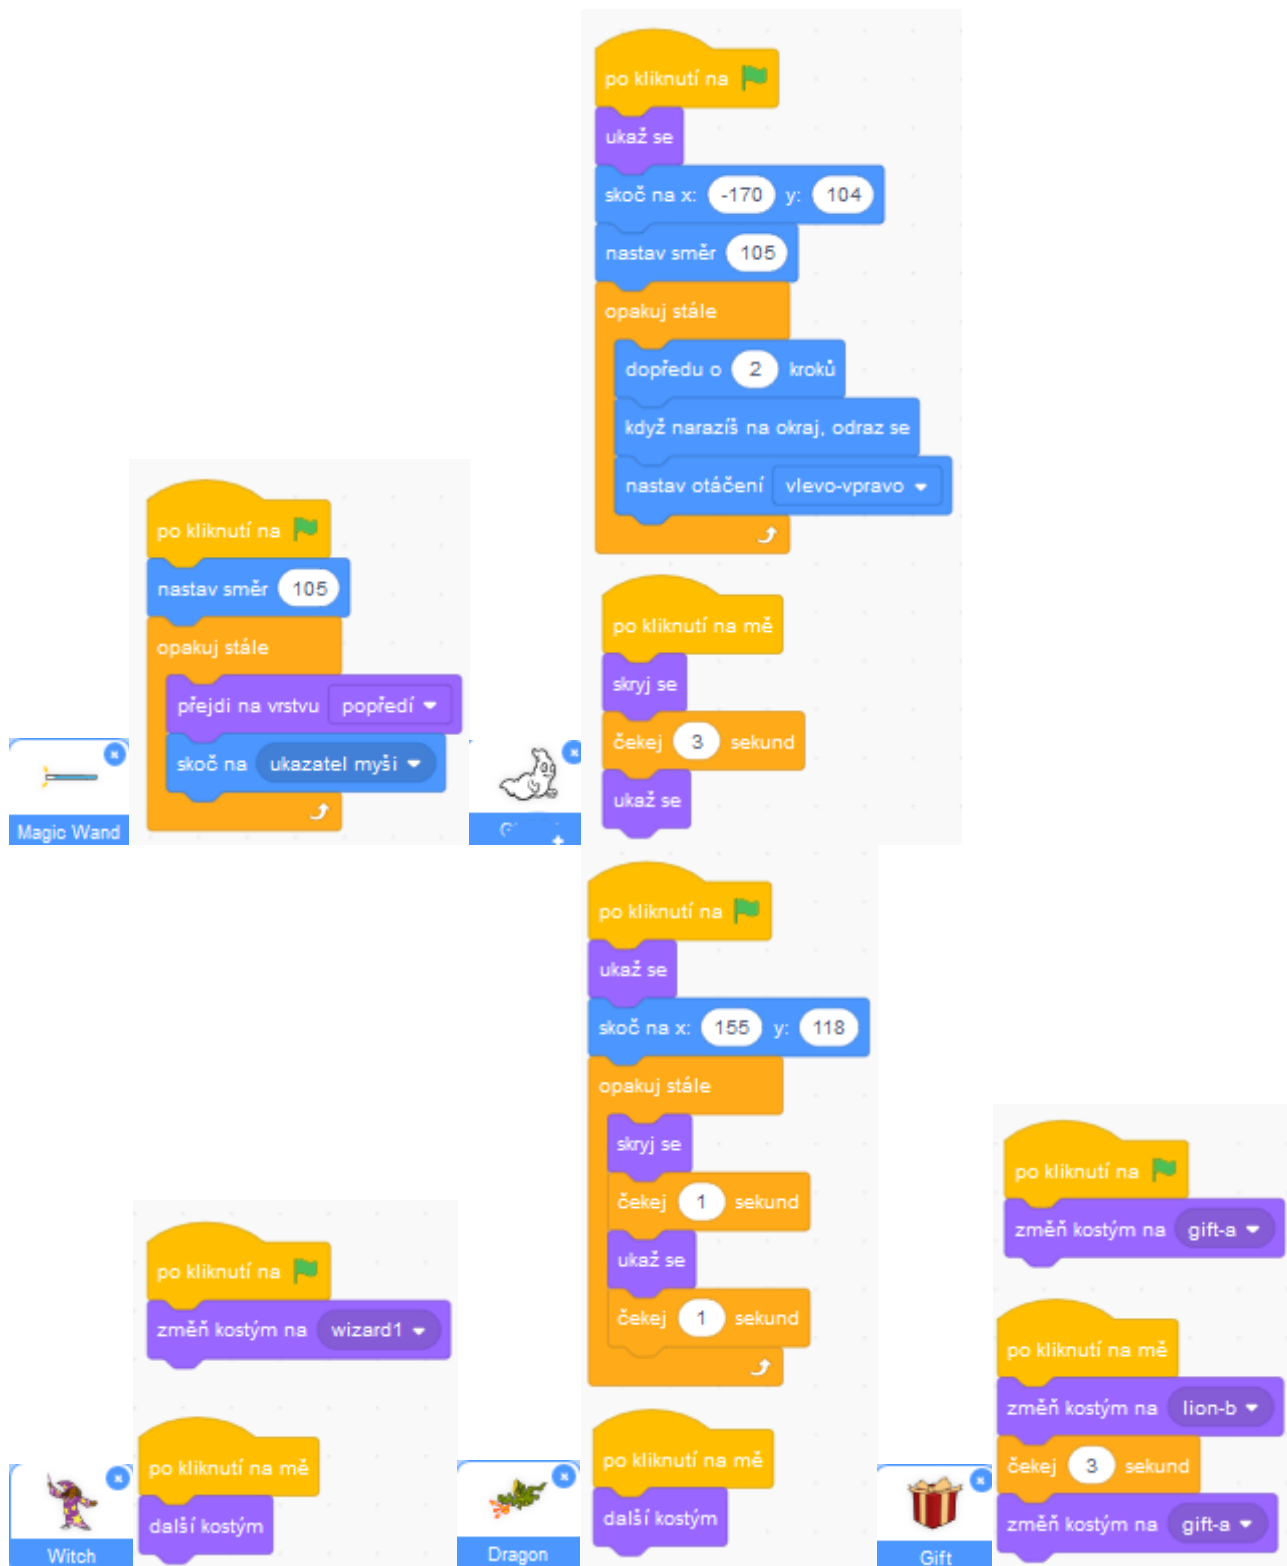 po kliknutí na
ukaž se
skoč na x: -170 y: 104
nastav směr 105
opakuj stále
dopředu o 2 kroků
když narazíš na okraj, odraz se
nastav otáčení vlevo-vpravo
po kliknutí na mě
skryj se
čekej 3 sekund
ukaž se
po kliknutí na
nastav směr 105
opakuj stále
přejdi na vrstvu popředí
skoč na ukazatel myši
Magic Wand
po kliknutí na
ukaž se
skoč na x: 155 y: 118
opakuj stále
skryj se
čekej 1 sekund
ukaž se
čekej 1 sekund
po kliknutí na mě
další kostým
po kliknutí na
změň kostým na wizard1
po kliknutí na mě
další kostým
Witch
Dragon
po kliknutí na
změň kostým na gift-a
po kliknutí na mě
změň kostým na lion-b
čekej 3 sekund
změň kostým na gift-a
Gift